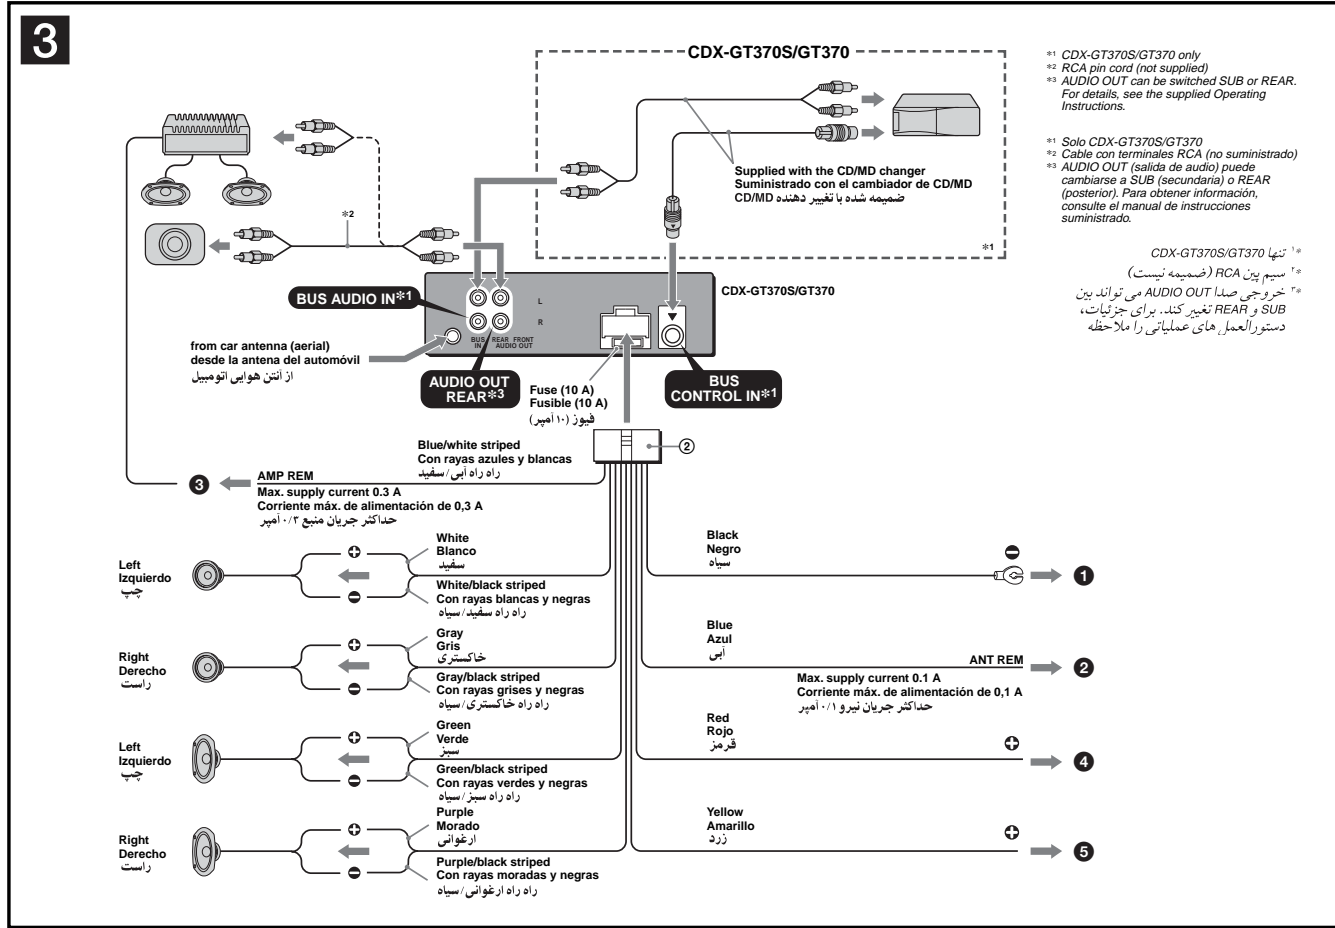 3
CDX-GT370S/GT370
*1 CDX-GT370S/GT370 only
*2 RCA pin cord (not supplied)
*3 AUDIO OUT can be switched SUB or REAR.
For details, see the supplied Operating
Instructions.
*1 Solo CDX-GT370S/GT370
*2 Cable con terminales RCA (no suministrado)
*3 AUDIO OUT (salida de audio) puede
cambiarse a SUB (secundaria) o REAR
(posterior). Para obtener información,
consulte el manual de instrucciones
suministrado.
*۱ تنها CDX-GT370S/GT370
*۲ سیم پین RCA (ضمیمه نیست)
*۳ خروجی صدا AUDIO OUT می تواند بین
SUB و REAR تغییر کند. برای جزئیات،
دستورالعمل های عملیاتی را ملاحظه
Supplied with the CD/MD changer
Suministrado con el cambiador de CD/MD
ضمیمه شده با تغییر دهنده CD/MD
*1
*2
BUS AUDIO IN*1
L
R
BUS IN
REAR FRONT
AUDIO OUT
CDX-GT370S/GT370
from car antenna (aerial)
desde la antena del automóvil
از آنتن هوایی اتومبیل
AUDIO OUT
REAR*3
Fuse (10 A)
Fusible (10 A)
فیوز (۱۰ آمپر)
BUS
CONTROL IN*1
②
Blue/white striped
Con rayas azules y blancas
راه راه آبی/سفید
❸
AMP REM
Max. supply current 0.3 A
Corriente máx. de alimentación de 0,3 A
حداکثر جریان منبع ۰/۳ آمپر
Left
Izquierdo
چپ
+
−
White
Blanco
سفید
White/black striped
Con rayas blancas y negras
راه راه سفید/سیاه
Black
Negro
سیاه
−
❶
Right
Derecho
راست
+
−
Gray
Gris
خاکستری
Gray/black striped
Con rayas grises y negras
راه راه خاکستری/سیاه
Blue
Azul
آبی
ANT REM
❷
Max. supply current 0.1 A
Corriente máx. de alimentación de 0,1 A
حداکثر جریان نیرو ۰/۱ آمپر
Left
Izquierdo
چپ
+
−
Green
Verde
سبز
Green/black striped
Con rayas verdes y negras
راه راه سبز/سیاه
Red
Rojo
قرمز
+
❹
Right
Derecho
راست
+
−
Purple
Morado
ارغوانی
Purple/black striped
Con rayas moradas y negras
راه راه ارغوانی/سیاه
Yellow
Amarillo
زرد
+
❺